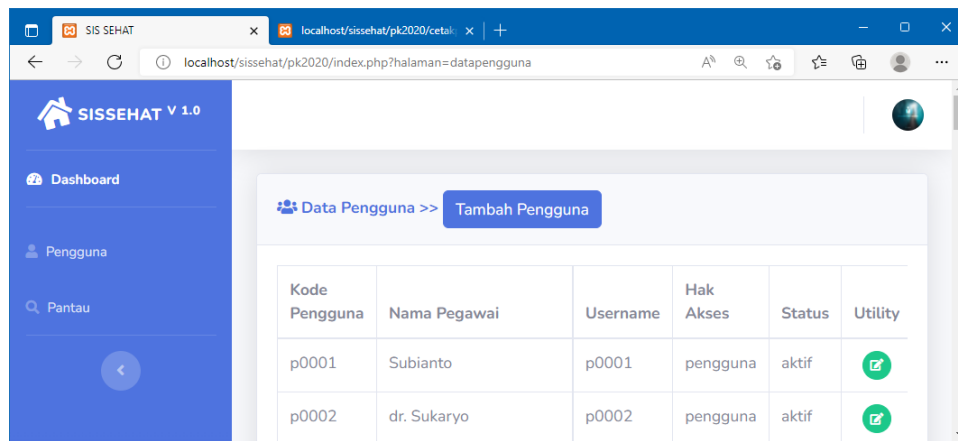 SIS SEHAT
localhost/sissehat/pk2020/cetak
localhost/sissehat/pk2020/index.php?halaman=datapengguna
SISSEHAT V 1.0
Dashboard
Pengguna
Pantau
Data Pengguna >> Tambah Pengguna
Kode Pengguna Nama Pegawai Username Hak Akses Status Utility
p0001 Subianto p0001 pengguna aktif
p0002 dr. Sukaryo p0002 pengguna aktif